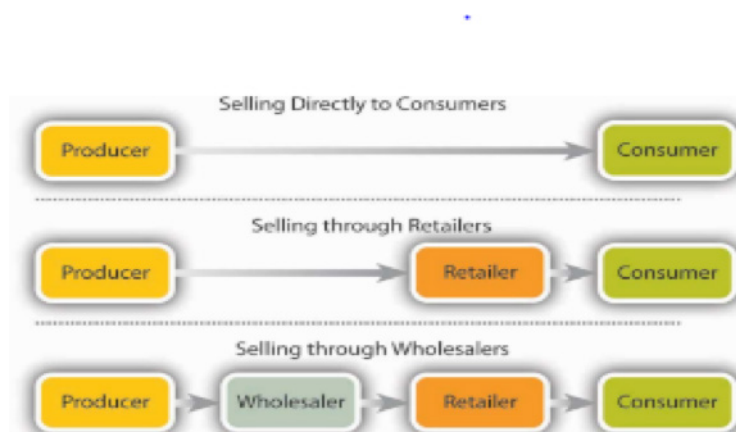 Selling Directly to Consumers
Producer Consumer
Selling through Retailers
Producer Retailer Consumer
Selling through Wholesalers
Producer Wholesaler Retailer Consumer